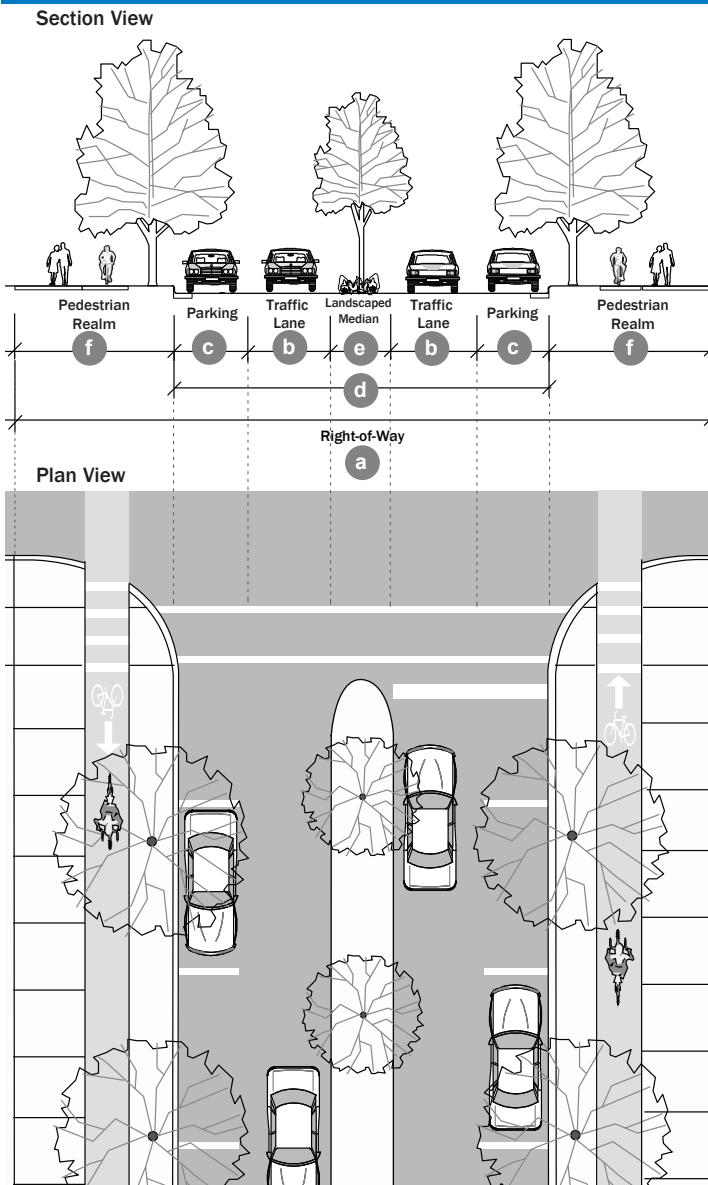 Section View
Pedestrian
Realm
Parking
Traffic
Lane
Landscaped
Median
Traffic
Lane
Parking
Pedestrian
Realm
f
c
b
e
b
c
f
d
Right-of-Way
a
Plan View